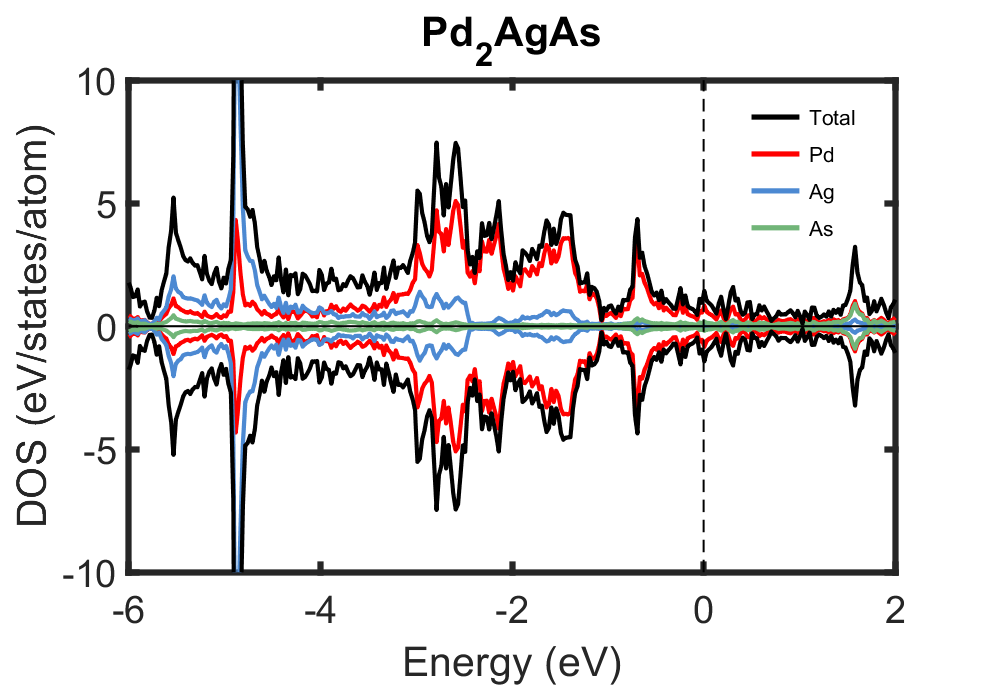 Pd₂AgAs
DOS (eV/states/atom)
10
5
0
-5
-10
Total
Pd
Ag
As
-6 -4 -2 0 2
Energy (eV)